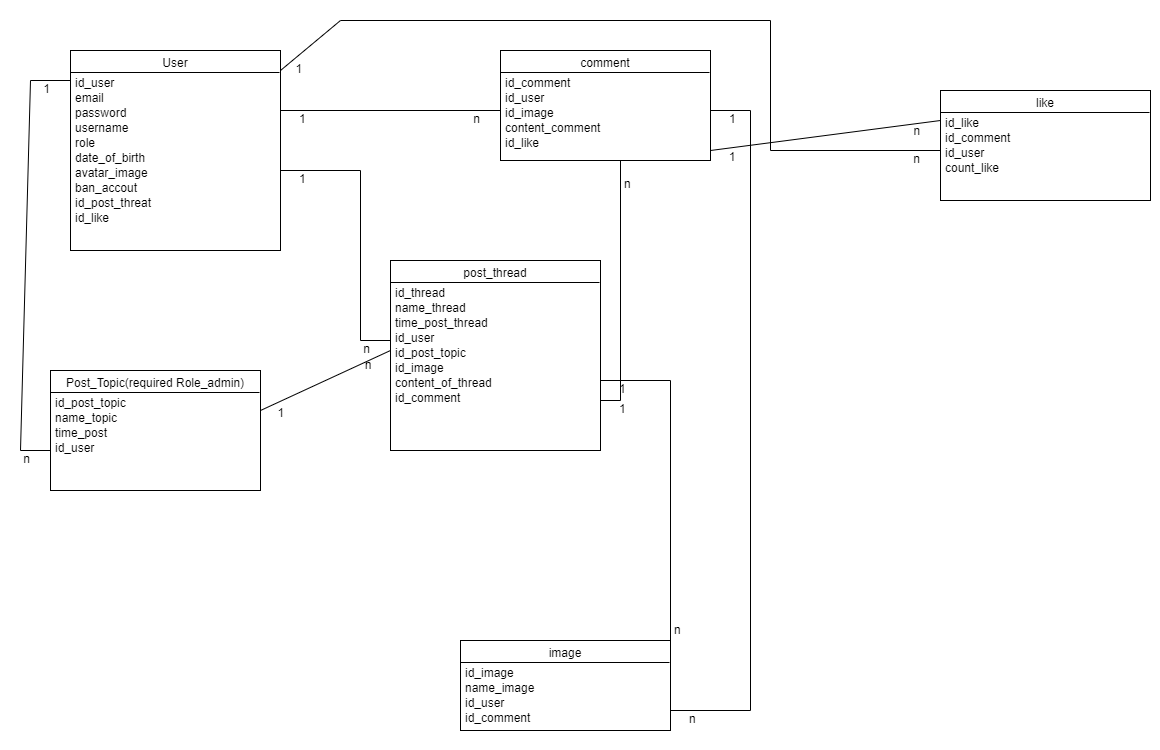 User
1
1
1
1
id_user
email
password
username
role
date_of_birth
avatar_image
ban_accout
id_post_threat
id_like
comment
n
1
1
n
id_comment
id_user
id_image
content_comment
id_like
like
n
n
id_like
id_comment
id_user
count_like
post_thread
n
n
1
1
id_thread
name_thread
time_post_thread
id_user
id_post_topic
id_image
content_of_thread
id_comment
Post_Topic(required Role_admin)
1
n
id_post_topic
name_topic
time_post
id_user
image
n
n
id_image
name_image
id_user
id_comment